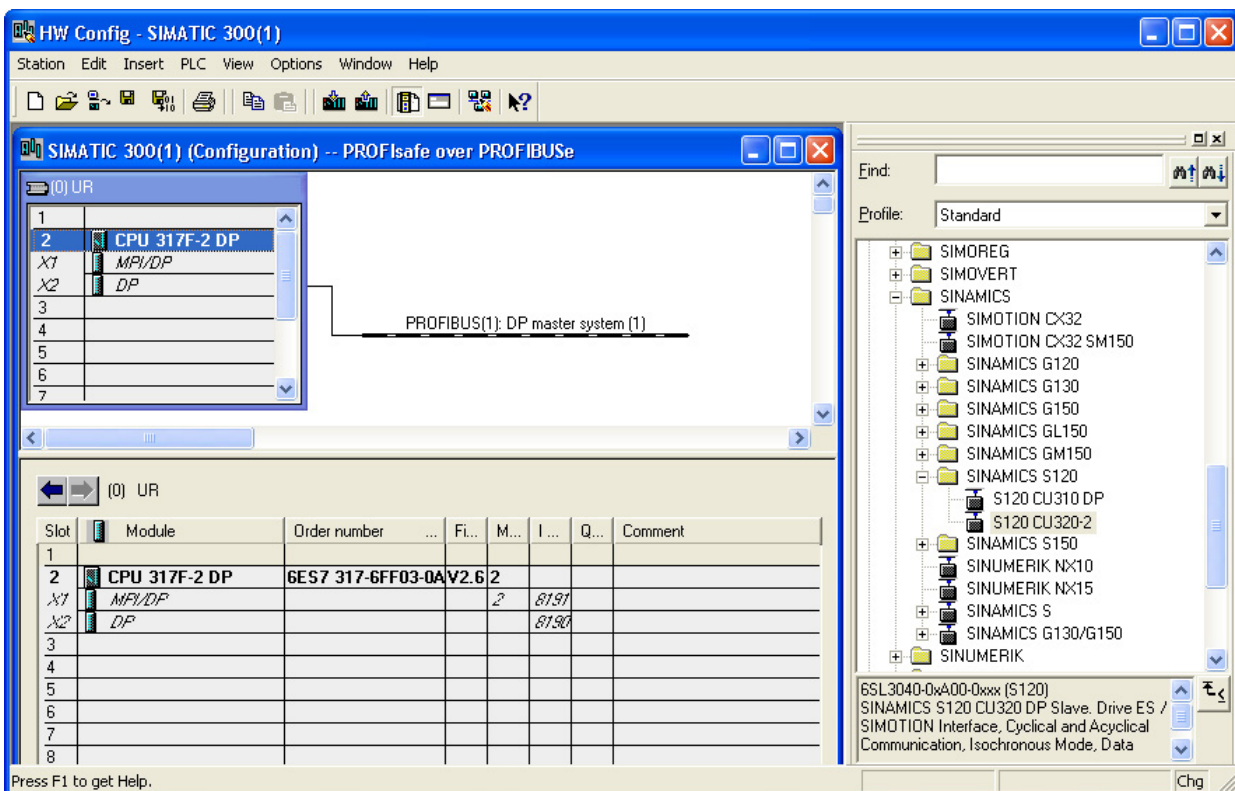 HW Config - SIMATIC 300(1)
Station Edit Insert PLC View Options Window Help
SIMATIC 300(1) (Configuration) -- PROFIsafe over PROFIBUSe
(0) UR
1
2 CPU 317F-2 DP
X1 MPI/DP
X2 DP
3
4
5
6
7
PROFIBUS(1): DP master system (1)
(0) UR
Slot Module Order number ... Fi... M... I ... Q... Comment
1
2 CPU 317F-2 DP 6ES7 317-6FF03-0A V2.6 2
X1 MPI/DP 2 8191
X2 DP 8190
3
4
5
6
7
8
Find:
Profile: Standard
SIMOREG
SIMOVERT
SINAMICS
SIMOTION CX32
SIMOTION CX32 SM150
SINAMICS G120
SINAMICS G130
SINAMICS G150
SINAMICS GL150
SINAMICS GM150
SINAMICS S120
S120 CU310 DP
S120 CU320-2
SINAMICS S150
SINUMERIK NX10
SINUMERIK NX15
SINAMICS S
SINAMICS G130/G150
SINUMERIK
6SL3040-0xA00-0xxx (S120)
SINAMICS S120 CU320 DP Slave. Drive ES /
SIMOTION Interface, Cyclical and Acyclical
Communication, Isochronous Mode, Data
Press F1 to get Help.
Chg